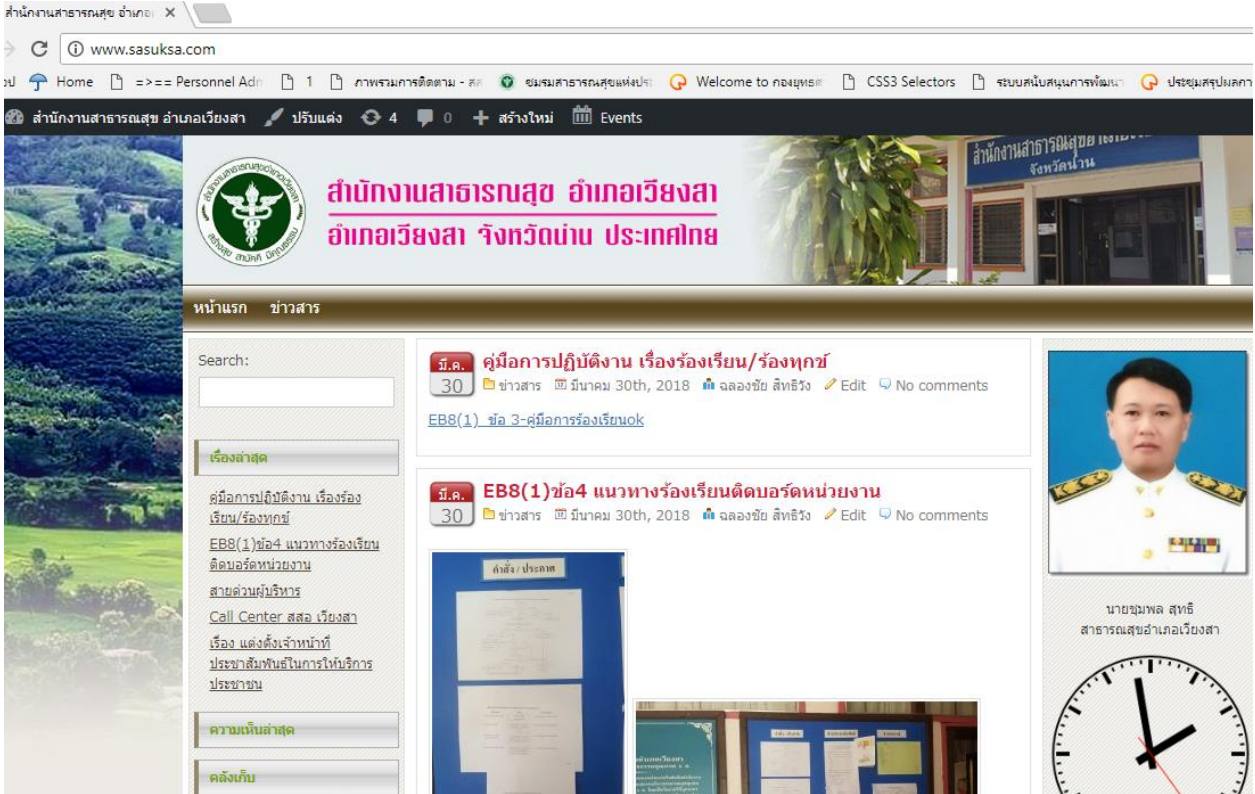 สำนักงานสาธารณสุข อำเภอ
www.sasuksa.com
Home =>== Personnel Adn 1 ภาพรวมการติดตาม - สส ชมรมสาธารณสุขแห่งประ Welcome to กองยุทธศ CSS3 Selectors ระบบสนับสนุนการพัฒนา ประชุมสรุปผลกา
สำนักงานสาธารณสุข อำเภอเวียงสา ปรับแต่ง 4 0 สร้างใหม่ Events
สำนักงานสาธารณสุข อำเภอเวียงสา
อำเภอเวียงสา จังหวัดน่าน ประเทศไทย
จังหวัดน่าน
หน้าแรก ข่าวสาร
Search:
เรื่องล่าสุด
คู่มือการปฏิบัติงาน เรื่องร้อง
เรียน/ร้องทุกข์
EB8(1)ข้อ4 แนวทางร้องเรียน
ติดบอร์ดหน่วยงาน
สายด่วนผู้บริหาร
Call Center สสอ เวียงสา
เรื่อง แต่งตั้งเจ้าหน้าที่
ประชาสัมพันธ์ในการให้บริการ
ประชาชน
ความเห็นล่าสุด
คลังเก็บ
มี.ค.
30
คู่มือการปฏิบัติงาน เรื่องร้องเรียน/ร้องทุกข์
ข่าวสาร มีนาคม 30th, 2018 ฉลองชัย สิทธิวัง Edit No comments
EB8(1)_ข้อ 3-คู่มือการร้องเรียนok
มี.ค.
30
EB8(1)ข้อ4 แนวทางร้องเรียนติดบอร์ดหน่วยงาน
ข่าวสาร มีนาคม 30th, 2018 ฉลองชัย สิทธิวัง Edit No comments
คำสั่ง / ประกาศ
นายชุมพล สุทธิ
สาธารณสุขอำเภอเวียงสา